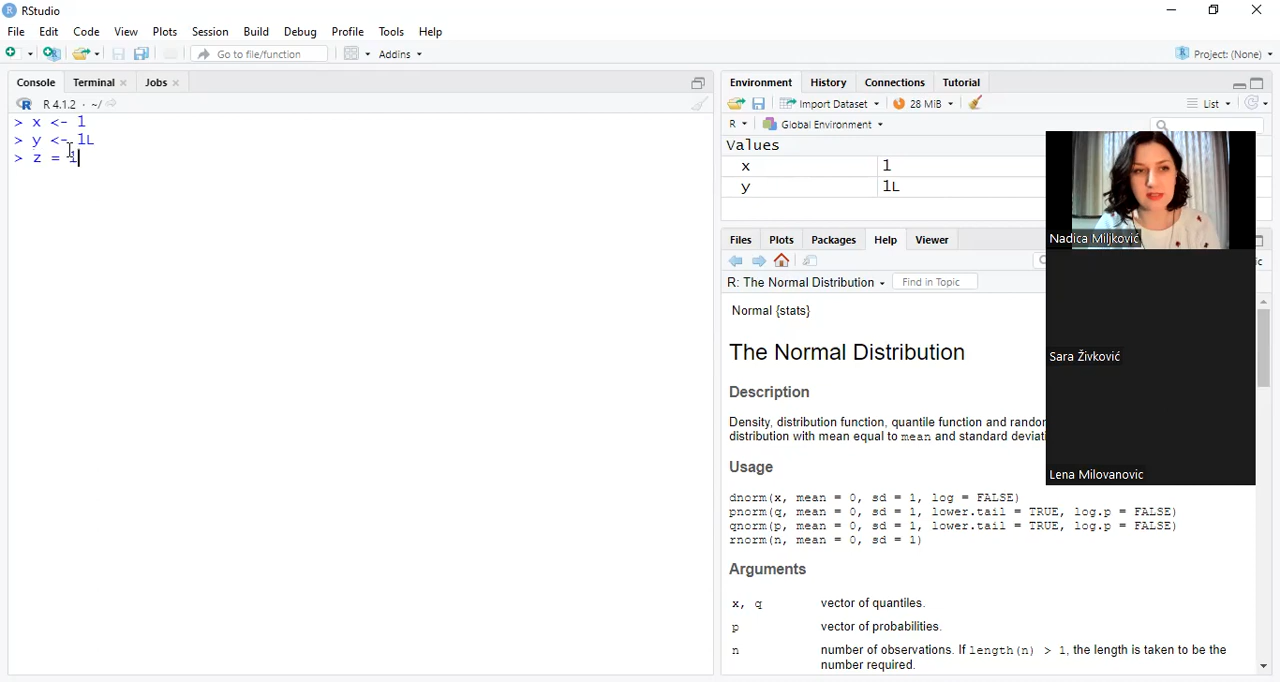 RStudio
File Edit Code View Plots Session Build Debug Profile Tools Help
Go to file/function Addins Project: (None)
Console Terminal Jobs
R 4.1.2 · ~/
> x <- 1
> y <- 1L
> z = 1
Environment History Connections Tutorial
Import Dataset 28 MiB List
R Global Environment
Values
x 1
y 1L
Files Plots Packages Help Viewer
R: The Normal Distribution Find in Topic
Normal {stats}
The Normal Distribution
Description
Density, distribution function, quantile function and
distribution with mean equal to mean and
Usage
dnorm(x, mean = 0, sd = 1, log = FALSE)
pnorm(q, mean = 0, sd = 1, lower.tail = TRUE, log.p = FALSE)
qnorm(p, mean = 0, sd = 1, lower.tail = TRUE, log.p = FALSE)
rnorm(n, mean = 0, sd = 1)
Arguments
x, q vector of quantiles.
p vector of probabilities.
n number of observations. If length(n) > 1, the length is taken to be the
number required.
Nadica Miljković
Sara Živković
Lena Milovanovic